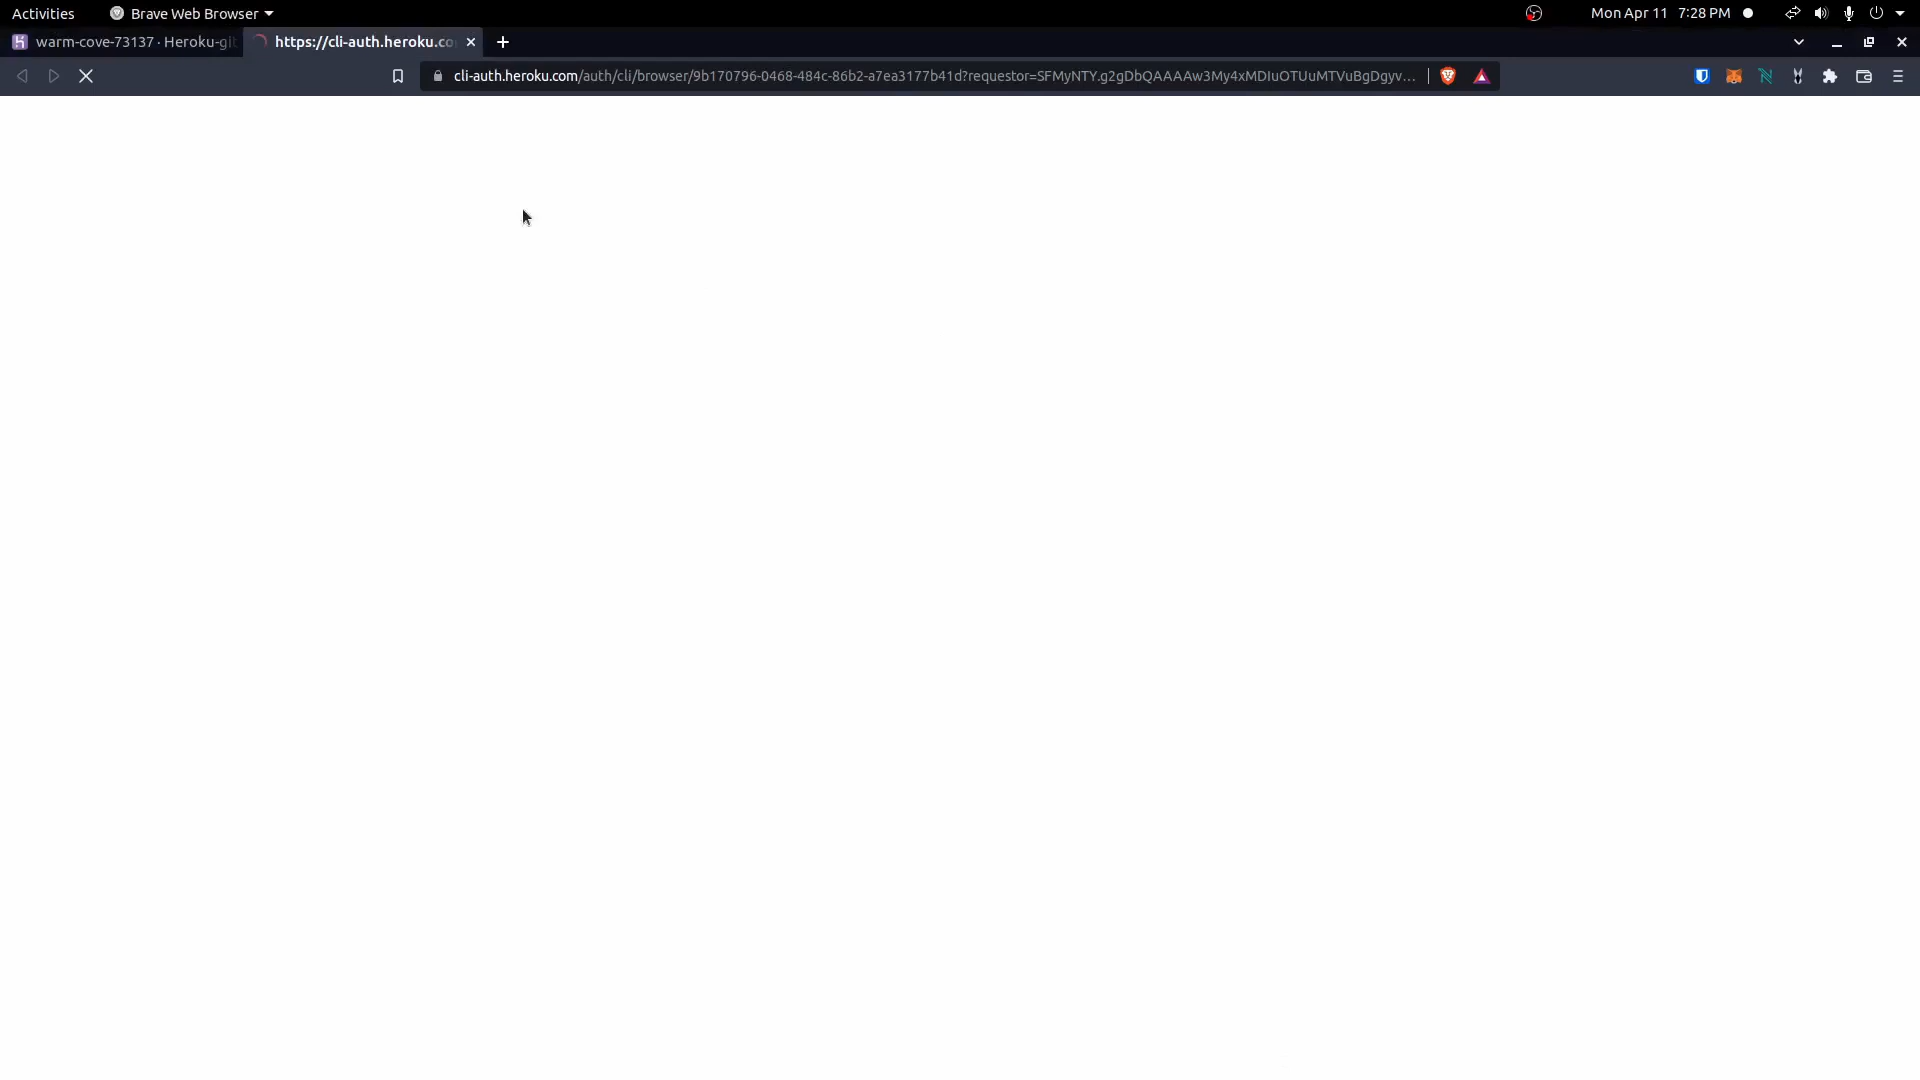 Activities
Brave Web Browser
Mon Apr 11 7:28 PM
warm-cove-73137 · Heroku-git
https://cli-auth.heroku.co
cli-auth.heroku.com/auth/cli/browser/9b170796-0468-484c-86b2-a7ea3177b41d?requestor=SFMyNTY.g2gDbQAAAAw3My4xMDIuOTUuMTVuBgDgyv...